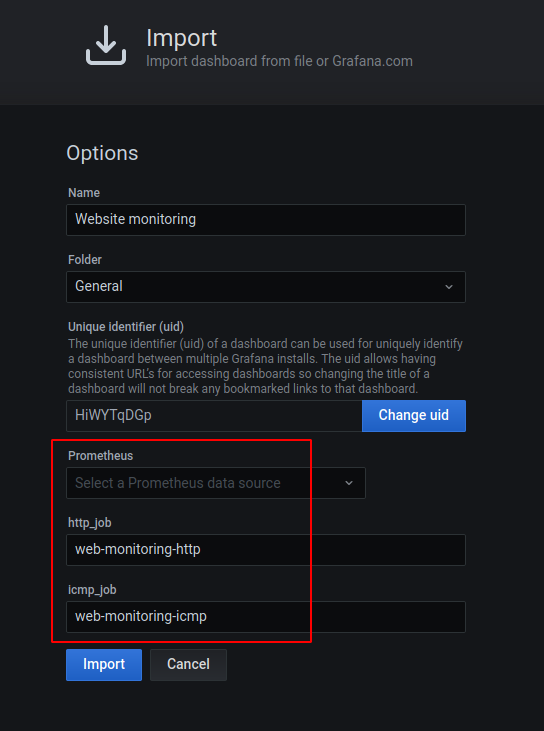 Import
Import dashboard from file or Grafana.com
Options
Name
Website monitoring
Folder
General
Unique identifier (uid)
The unique identifier (uid) of a dashboard can be used for uniquely identify
a dashboard between multiple Grafana installs. The uid allows having
consistent URL's for accessing dashboards so changing the title of a
dashboard will not break any bookmarked links to that dashboard.
HiWYTqDGp
Change uid
Prometheus
Select a Prometheus data source
http_job
web-monitoring-http
icmp_job
web-monitoring-icmp
Import
Cancel